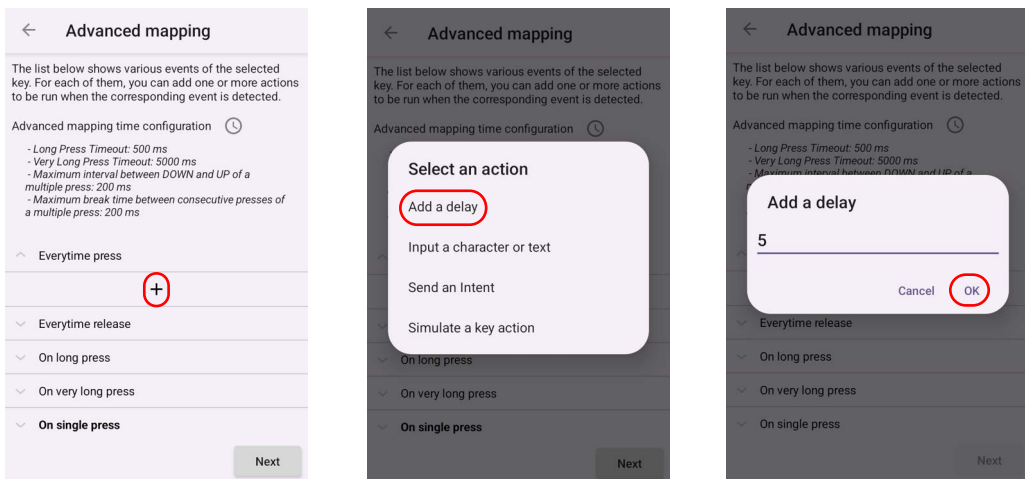 Advanced mapping
The list below shows various events of the selected
key. For each of them, you can add one or more actions
to be run when the corresponding event is detected.
Advanced mapping time configuration
- Long Press Timeout: 500 ms
- Very Long Press Timeout: 5000 ms
- Maximum interval between DOWN and UP of a
multiple press: 200 ms
- Maximum break time between consecutive presses of
a multiple press: 200 ms
Everytime press
+
Everytime release
On long press
On very long press
On single press
Next
Advanced mapping
The list below shows various events of the selected
key. For each of them, you can add one or more actions
to be run when the corresponding event is detected.
Advanced mapping time configuration
Select an action
Add a delay
Input a character or text
Send an Intent
Simulate a key action
On long press
On very long press
On single press
Next
Advanced mapping
The list below shows various events of the selected
key. For each of them, you can add one or more actions
to be run when the corresponding event is detected.
Advanced mapping time configuration
- Long Press Timeout: 500 ms
- Very Long Press Timeout: 5000 ms
- Maximum interval between DOWN and UP of a
Add a delay
5
Cancel
OK
Everytime release
On long press
On very long press
On single press
Next